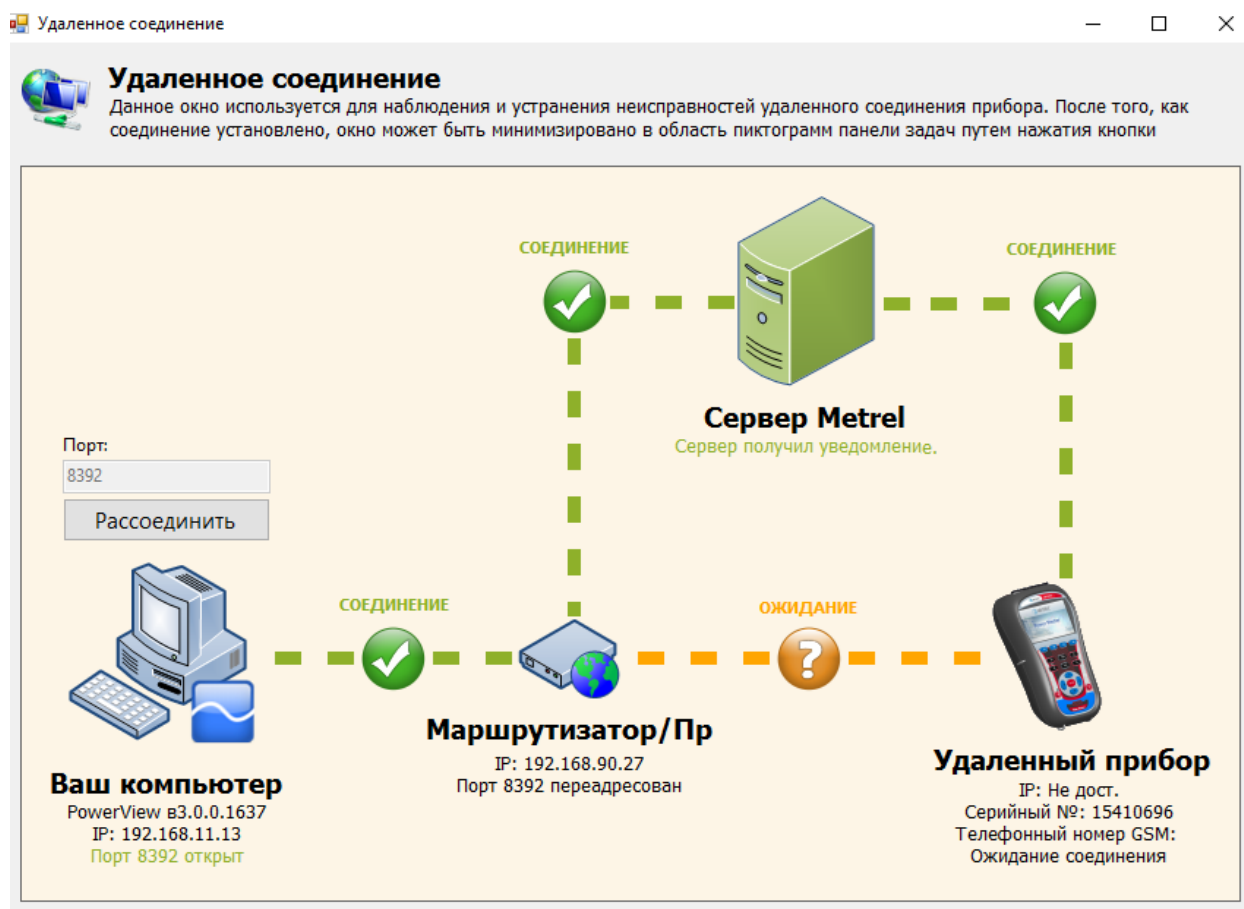 Удаленное соединение
Удаленное соединение
Данное окно используется для наблюдения и устранения неисправностей удаленного соединения прибора. После того, как
соединение установлено, окно может быть минимизировано в область пиктограмм панели задач путем нажатия кнопки
СОЕДИНЕНИЕ
СОЕДИНЕНИЕ
Сервер Metrel
Сервер получил уведомление.
Порт:
8392
Рассоединить
СОЕДИНЕНИЕ
ОЖИДАНИЕ
Маршрутизатор/Пр
IP: 192.168.90.27
Порт 8392 переадресован
Ваш компьютер
PowerView в3.0.0.1637
IP: 192.168.11.13
Порт 8392 открыт
Удаленный прибор
IP: Не дост.
Серийный №: 15410696
Телефонный номер GSM:
Ожидание соединения